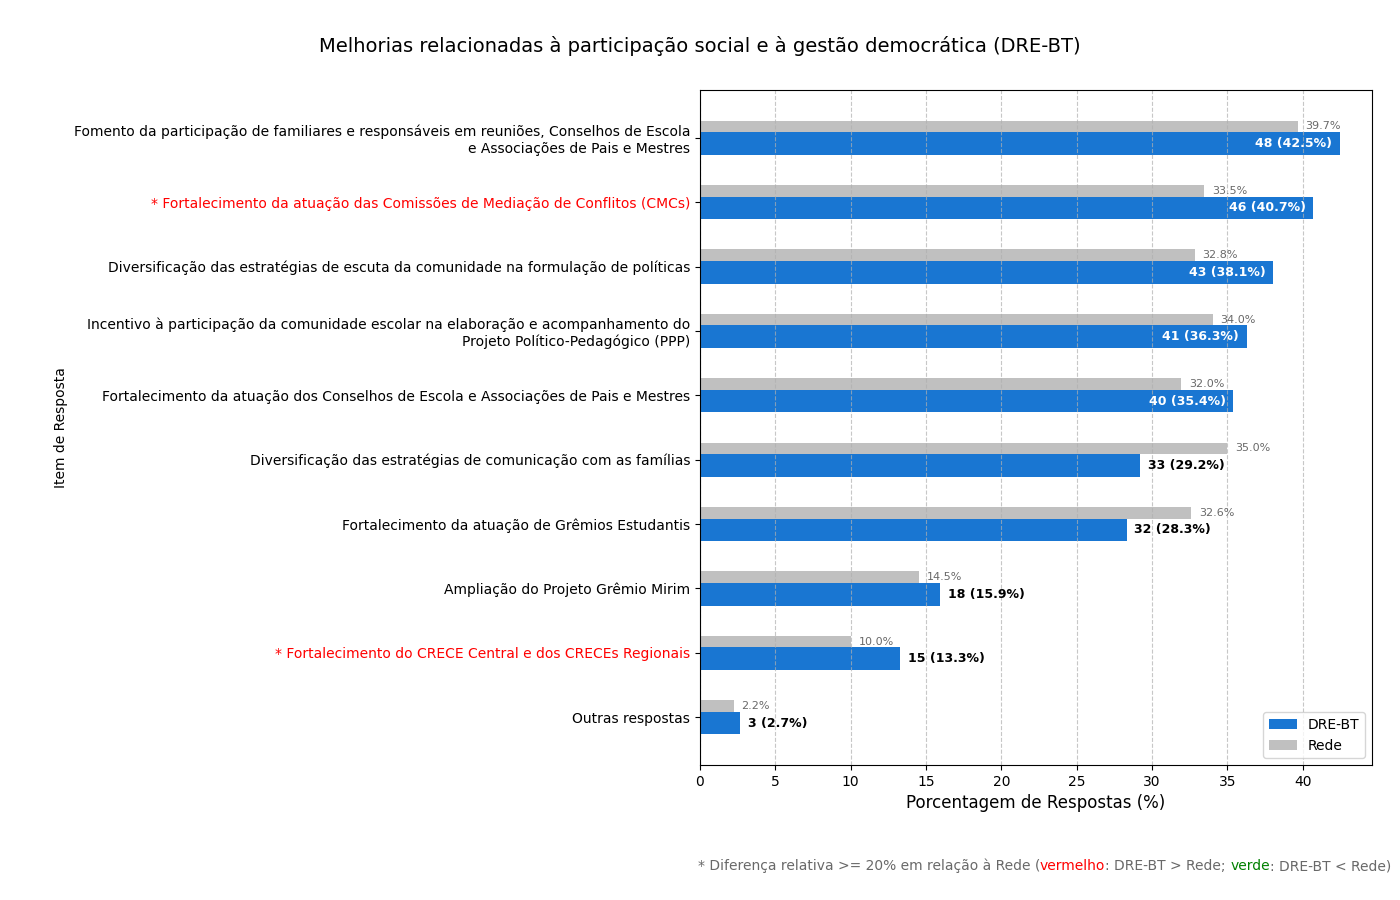 Melhorias relacionadas à participação social e à gestão democrática (DRE-BT)
Fomento da participação de familiares e responsáveis em reuniões, Conselhos de Escola
e Associações de Pais e Mestres
39.7%
48 (42.5%)
* Fortalecimento da atuação das Comissões de Mediação de Conflitos (CMCs)
33.5%
46 (40.7%)
Diversificação das estratégias de escuta da comunidade na formulação de políticas
32.8%
43 (38.1%)
Incentivo à participação da comunidade escolar na elaboração e acompanhamento do
Projeto Político-Pedagógico (PPP)
34.0%
41 (36.3%)
Fortalecimento da atuação dos Conselhos de Escola e Associações de Pais e Mestres
32.0%
40 (35.4%)
Diversificação das estratégias de comunicação com as famílias
35.0%
33 (29.2%)
Fortalecimento da atuação de Grêmios Estudantis
32.6%
32 (28.3%)
Ampliação do Projeto Grêmio Mirim
14.5%
18 (15.9%)
* Fortalecimento do CRECE Central e dos CRECEs Regionais
10.0%
15 (13.3%)
Outras respostas
2.2%
3 (2.7%)
Item de Resposta
DRE-BT
Rede
0 5 10 15 20 25 30 35 40
Porcentagem de Respostas (%)
* Diferença relativa >= 20% em relação à Rede (vermelho: DRE-BT > Rede; verde: DRE-BT < Rede)